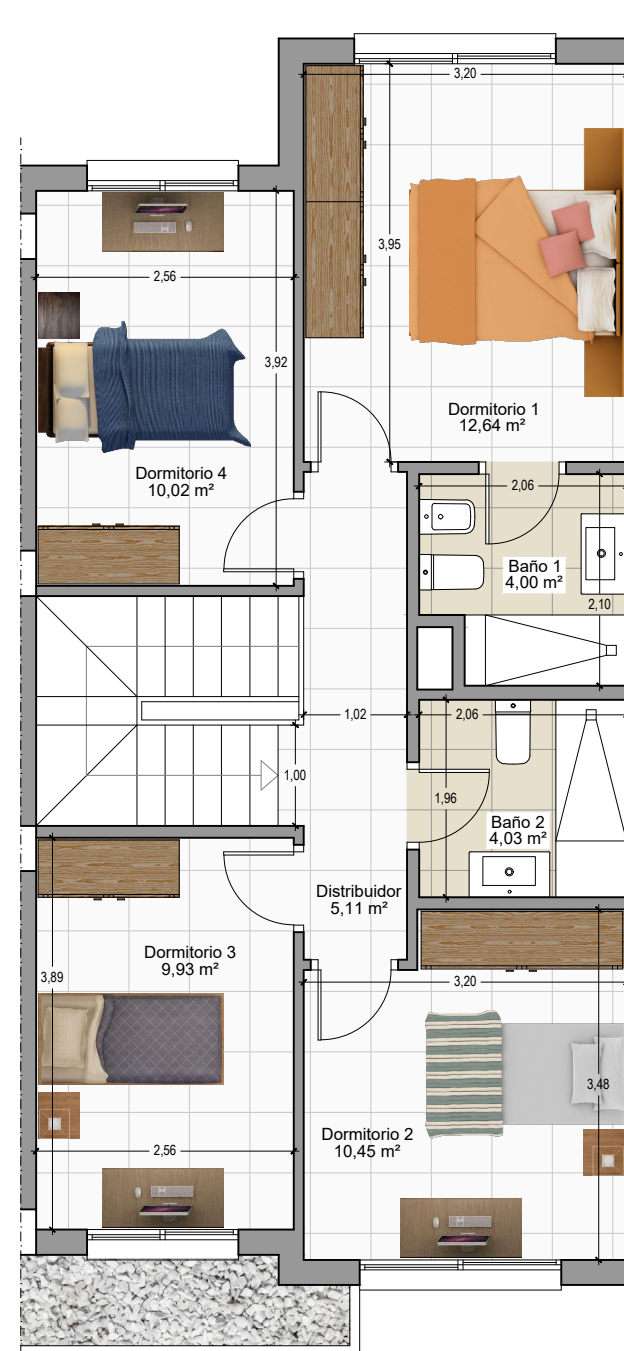 3,20
3,95
2,56
3,92
Dormitorio 1
12,64 m²
Dormitorio 4
10,02 m²
2,06
Baño 1
4,00 m²
2,10
1,02
2,06
1,00
1,96
Baño 2
4,03 m²
Distribuidor
5,11 m²
Dormitorio 3
9,93 m²
3,89
3,20
3,48
Dormitorio 2
10,45 m²
2,56